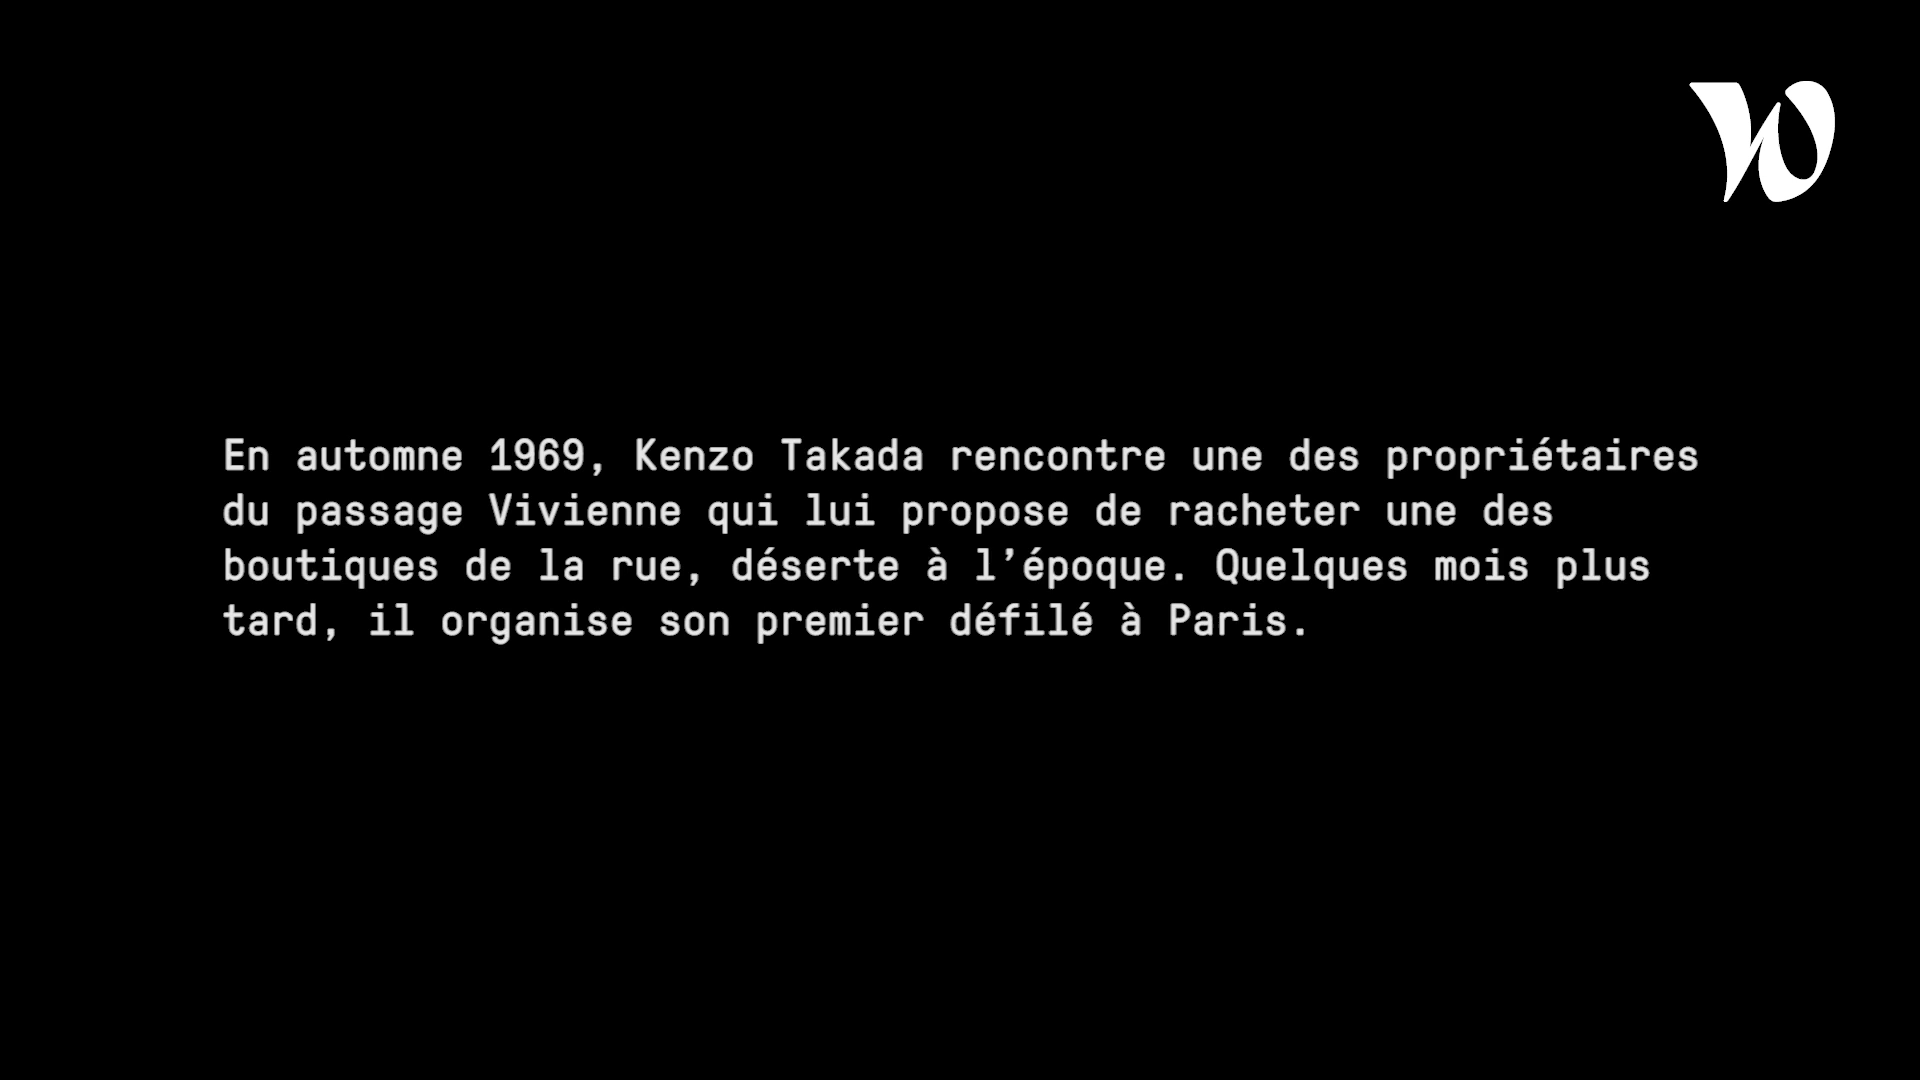 W
En automne 1969, Kenzo Takada rencontre une des propriétaires
du passage Vivienne qui lui propose de racheter une des
boutiques de la rue, déserte à l’époque. Quelques mois plus
tard, il organise son premier défilé à Paris.